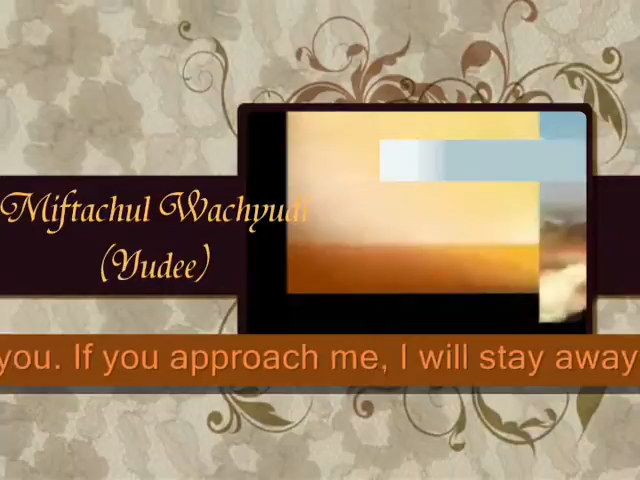 Miftachul Wachyudi
(Yudee)
you. If you approach me, I will stay away